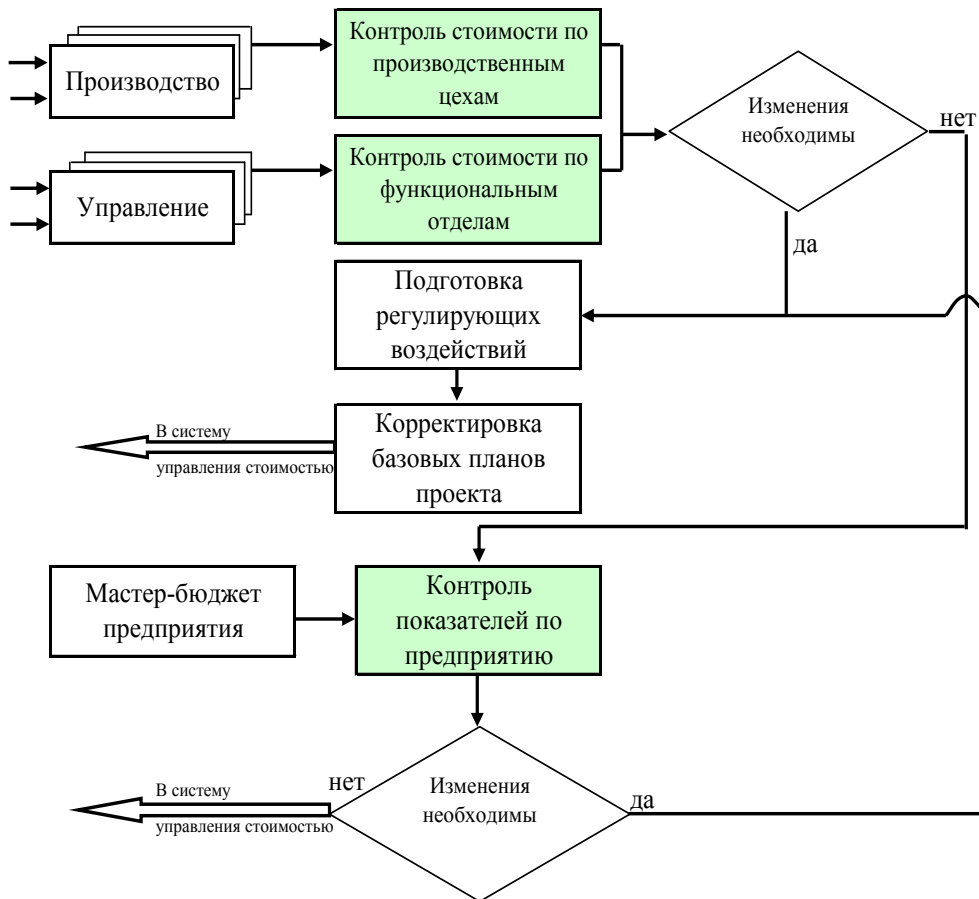 Производство
Контроль стоимости по
производственным
цехам
Изменения
необходимы
нет
Управление
Контроль стоимости по
функциональным
отделам
да
Подготовка
регулирующих
воздействий
В систему
управления стоимостью
Корректировка
базовых планов
проекта
Мастер-бюджет
предприятия
Контроль
показателей по
предприятию
В систему
управления стоимостью
нет
Изменения
необходимы
да